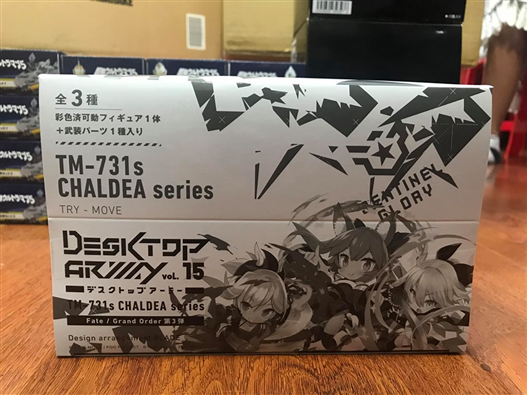 全3種
彩色済可動フィギュア1体
+武装パーツ1種入り
TM-731s
CHALDEA series
TRY - MOVE
ENTINEY
GLORY
DESKTOP
ARMY VOL. 15
デスクトップアーミー
TM-731s CHALDEA series
Fate / Grand Order 第3弾